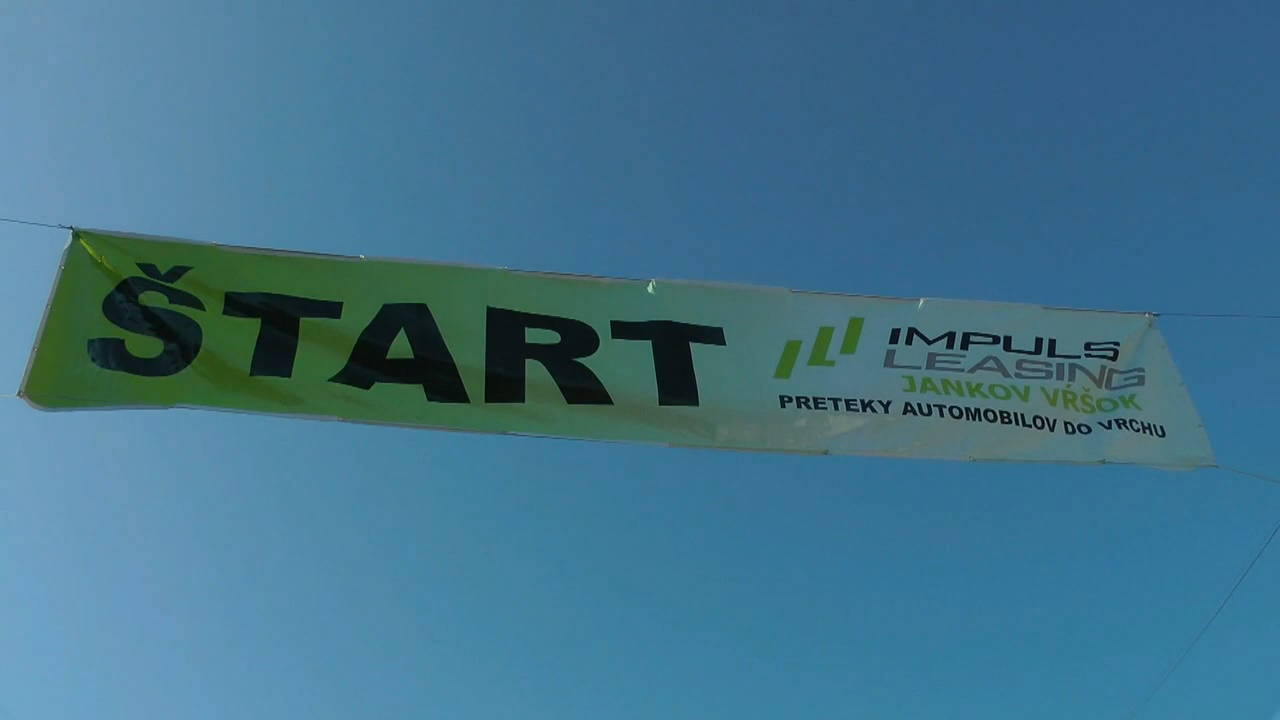 ŠTART
IMPULS
LEASING
JANKOV VŔŠOK
PRETEKY AUTOMOBILOV DO VRCHU